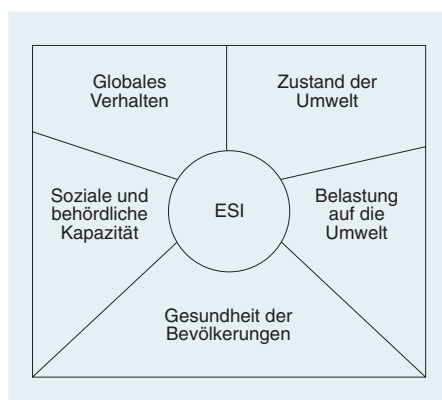 Globales
Verhalten
Zustand der
Umwelt
Soziale und
behördliche
Kapazität
ESI
Belastung
auf die
Umwelt
Gesundheit der
Bevölkerungen